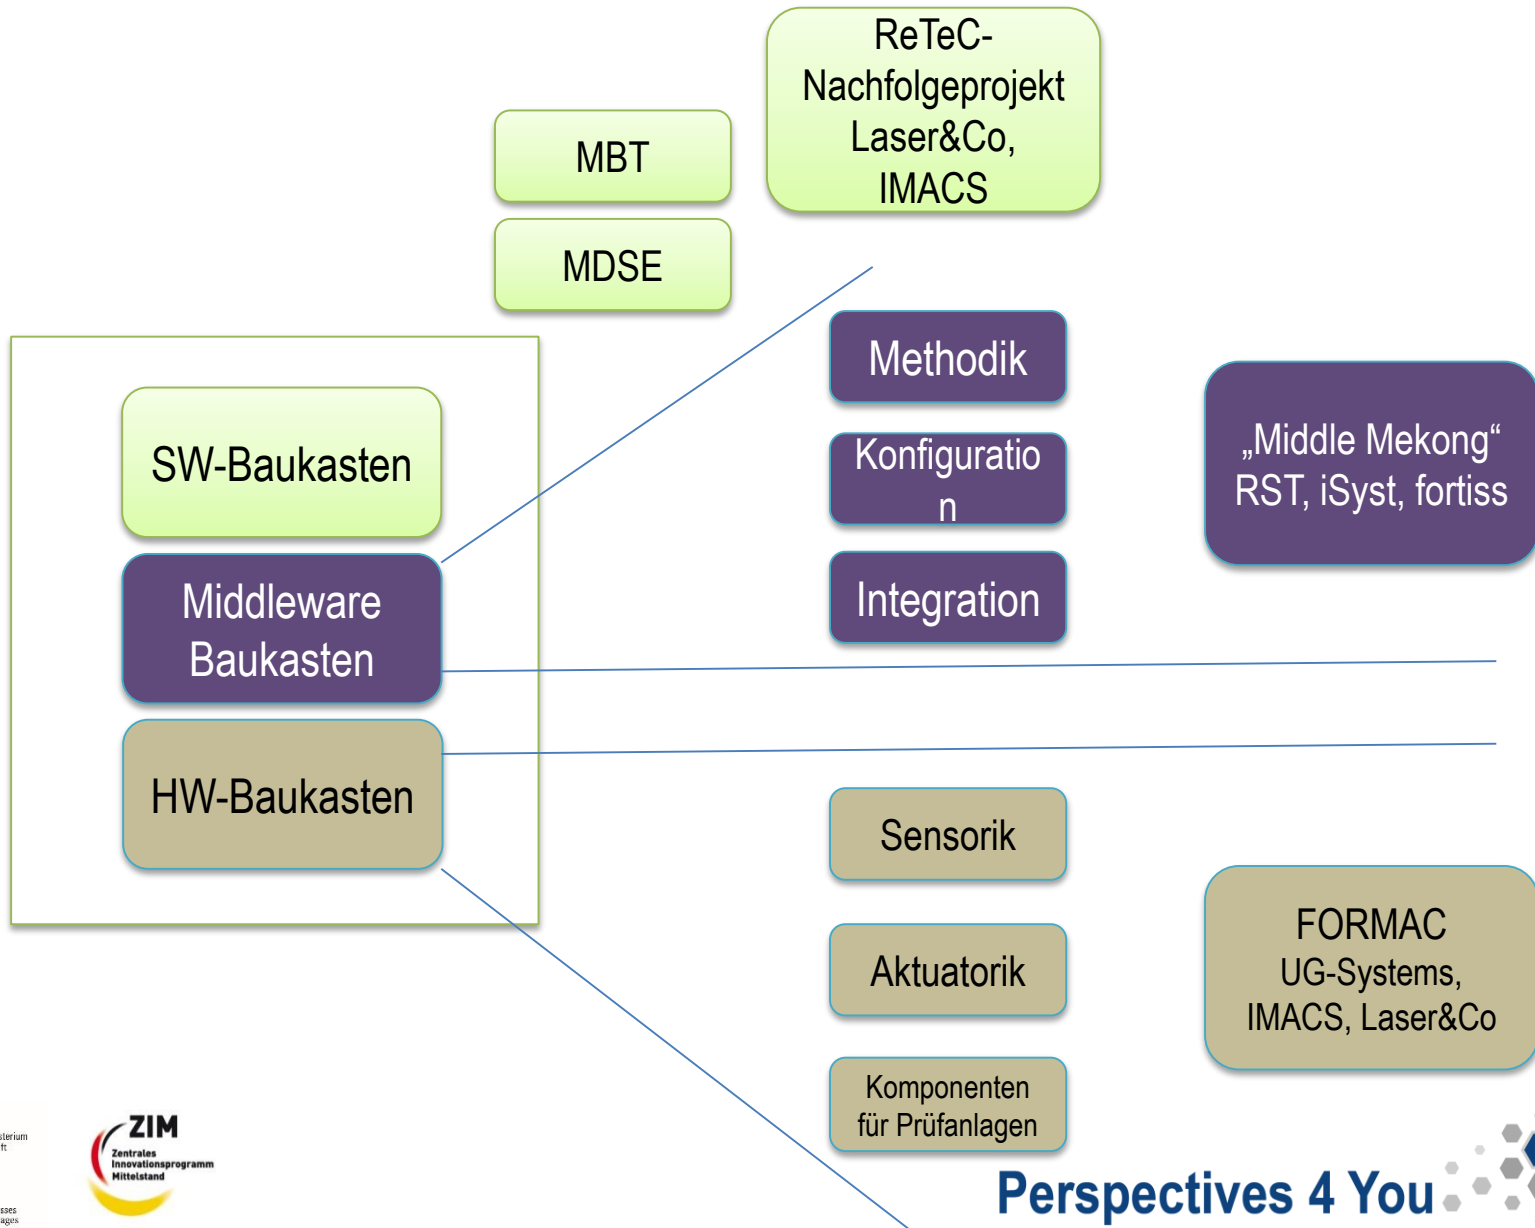 ReTeC-
Nachfolgeprojekt
Laser&Co,
IMACS
MBT
MDSE
SW-Baukasten
Middleware
Baukasten
HW-Baukasten
Methodik
Konfiguratio
n
Integration
„Middle Mekong“
RST, iSyst, fortiss
Sensorik
Aktuatorik
Komponenten
für Prüfanlagen
FORMAC
UG-Systems,
IMACS, Laser&Co
ZIM
Zentrales
Innovationsprogramm
Mittelstand
Perspectives 4 You